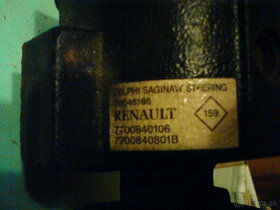 DELPHI SAGINAW STEERING
26046186
RENAULT
159
7700840106
7700840801B